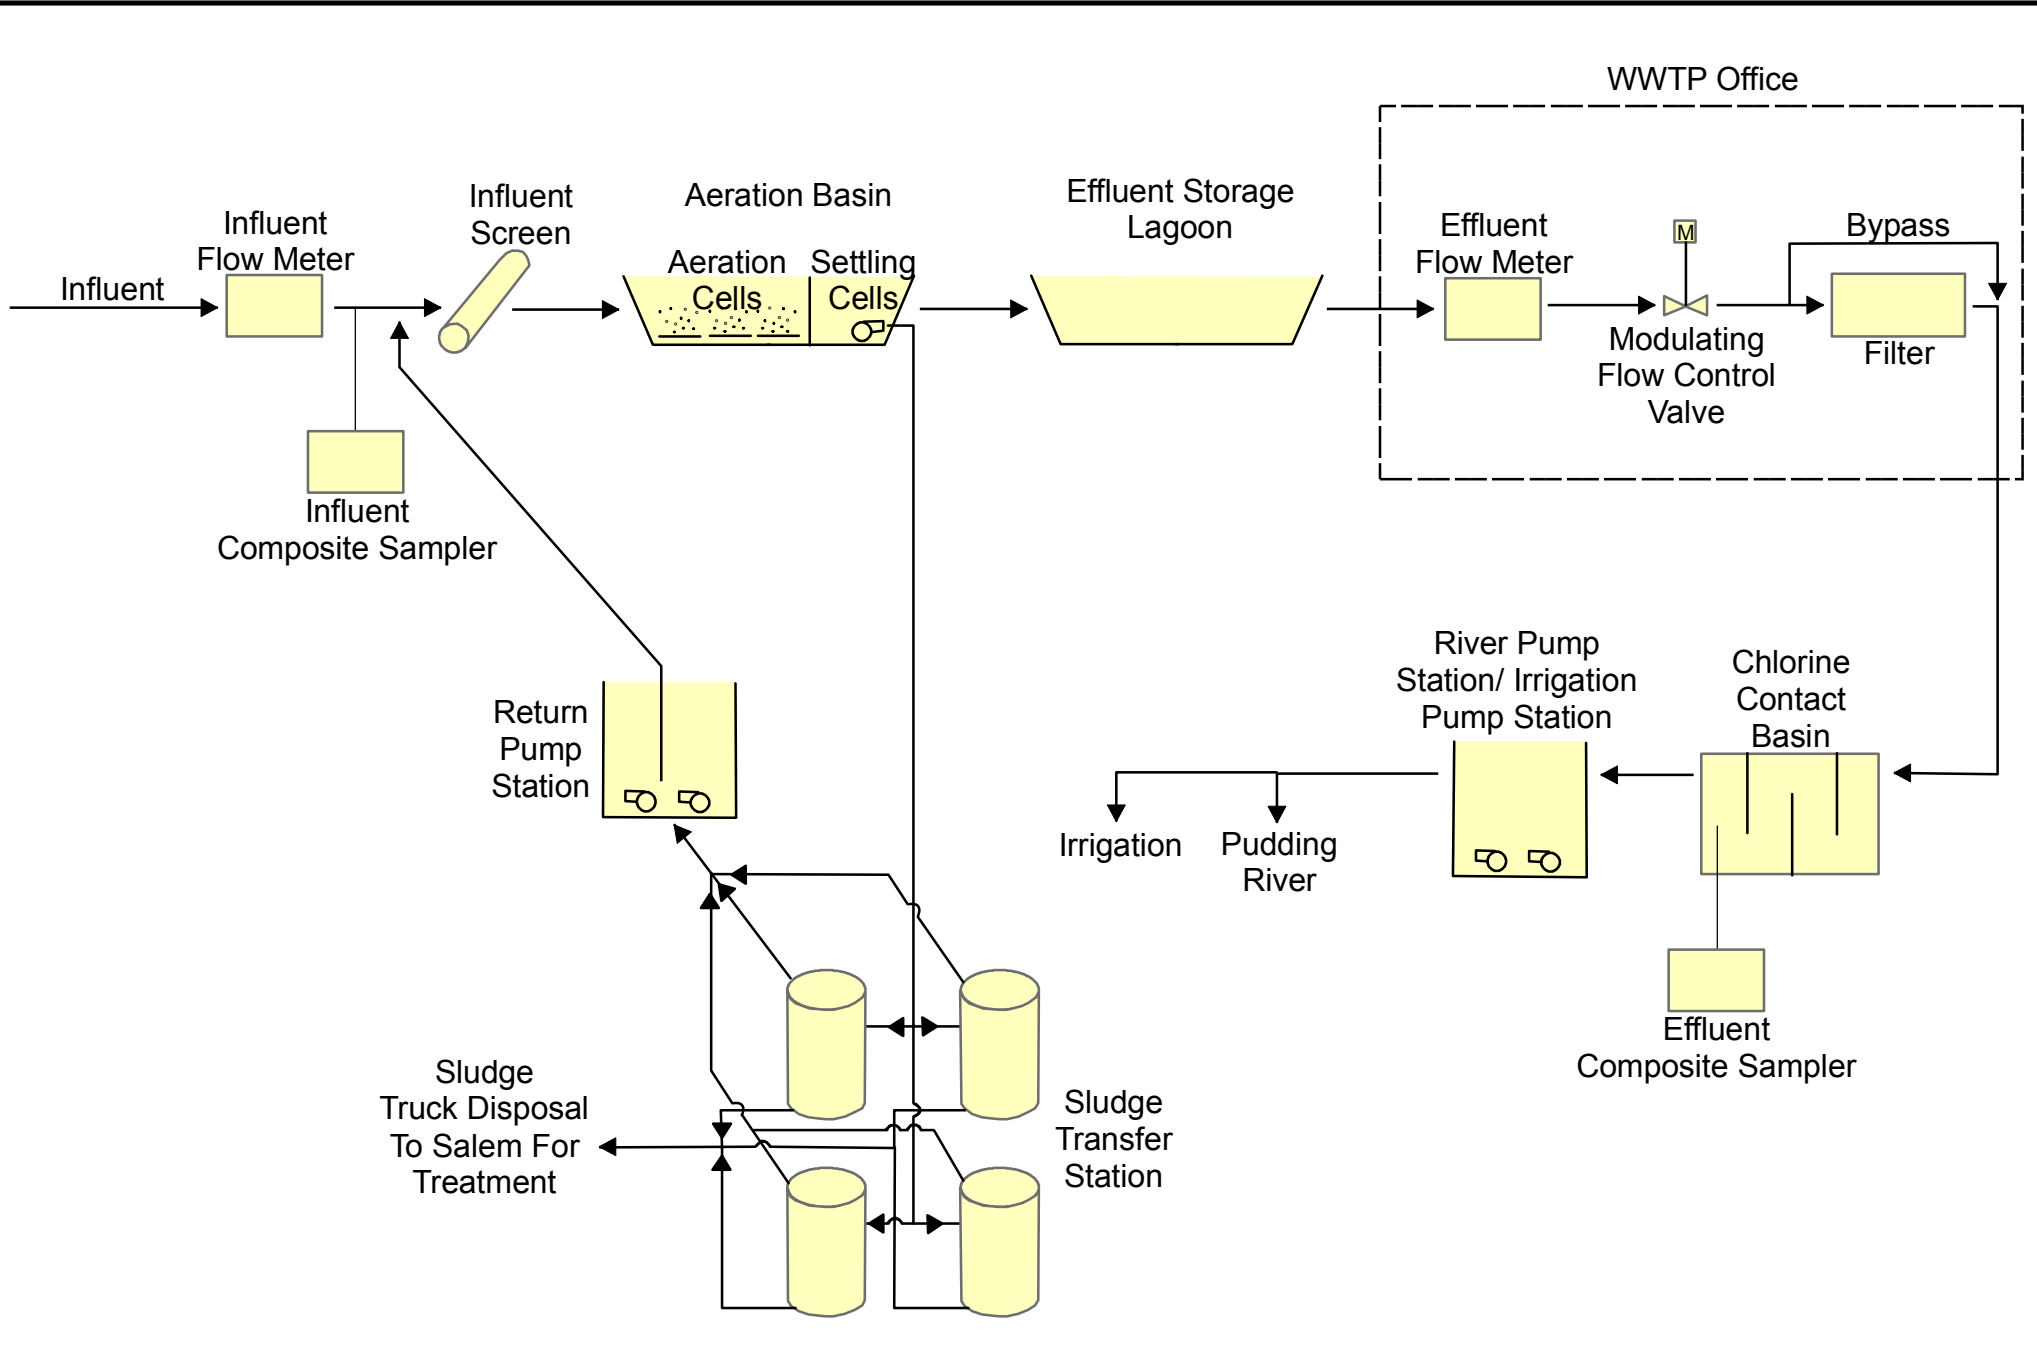 WWTP Office
Influent
Screen
Aeration Basin
Effluent Storage
Lagoon
Influent
Flow Meter
Effluent
Flow Meter
M
Bypass
Influent
Aeration
Cells
Settling
Cells
Modulating
Flow Control
Valve
Filter
Influent
Composite Sampler
River Pump
Station/ Irrigation
Pump Station
Chlorine
Contact
Basin
Return
Pump
Station
Irrigation
Pudding
River
Effluent
Composite Sampler
Sludge
Truck Disposal
To Salem For
Treatment
Sludge
Transfer
Station